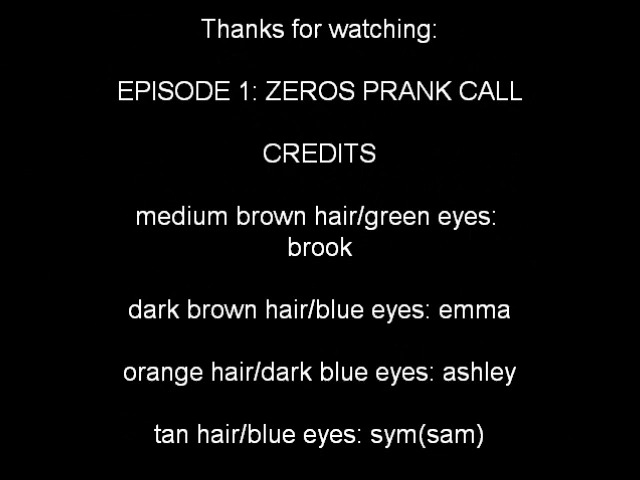 Thanks for watching:
EPISODE 1: ZEROS PRANK CALL
CREDITS
medium brown hair/green eyes:
brook
dark brown hair/blue eyes: emma
orange hair/dark blue eyes: ashley
tan hair/blue eyes: sym(sam)